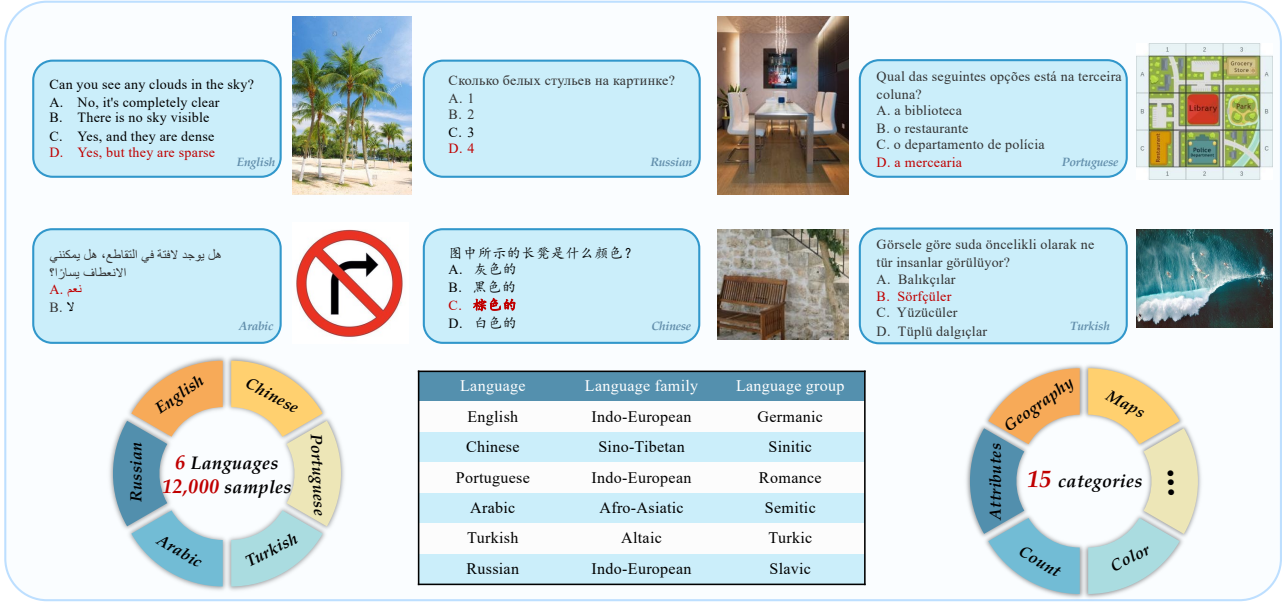 Can you see any clouds in the sky?
A. No, it's completely clear
B. There is no sky visible
C. Yes, and they are dense
D. Yes, but they are sparse
English
Сколько белых стульев на картинке?
A. 1
B. 2
C. 3
D. 4
Russian
Qual das seguintes opções está na terceira
coluna?
A. a biblioteca
B. o restaurante
C. o departamento de polícia
D. a mercearia
Portuguese
1 2 3
A Grocery A
Store
B Library Park B
C Restaurant Police C
Department
1 2 3
هل يوجد لافتة في التقاطع، هل يمكنني
الانعطاف يسارًا؟
A. نعم
B. لا
Arabic
图中所示的长凳是什么颜色？
A. 灰色的
B. 黑色的
C. 棕色的
D. 白色的
Chinese
Görsele göre suda öncelikli olarak ne
tür insanlar görülüyor?
A. Balıkçılar
B. Sörfçüler
C. Yüzücüler
D. Tüplü dalgıçlar
Turkish
English
Chinese
Portuguese
Turkish
Arabic
Russian
6 Languages
12,000 samples
Language Language family Language group
English Indo-European Germanic
Chinese Sino-Tibetan Sinitic
Portuguese Indo-European Romance
Arabic Afro-Asiatic Semitic
Turkish Altaic Turkic
Russian Indo-European Slavic
Geography
Maps
...
Color
Count
Attributes
15 categories